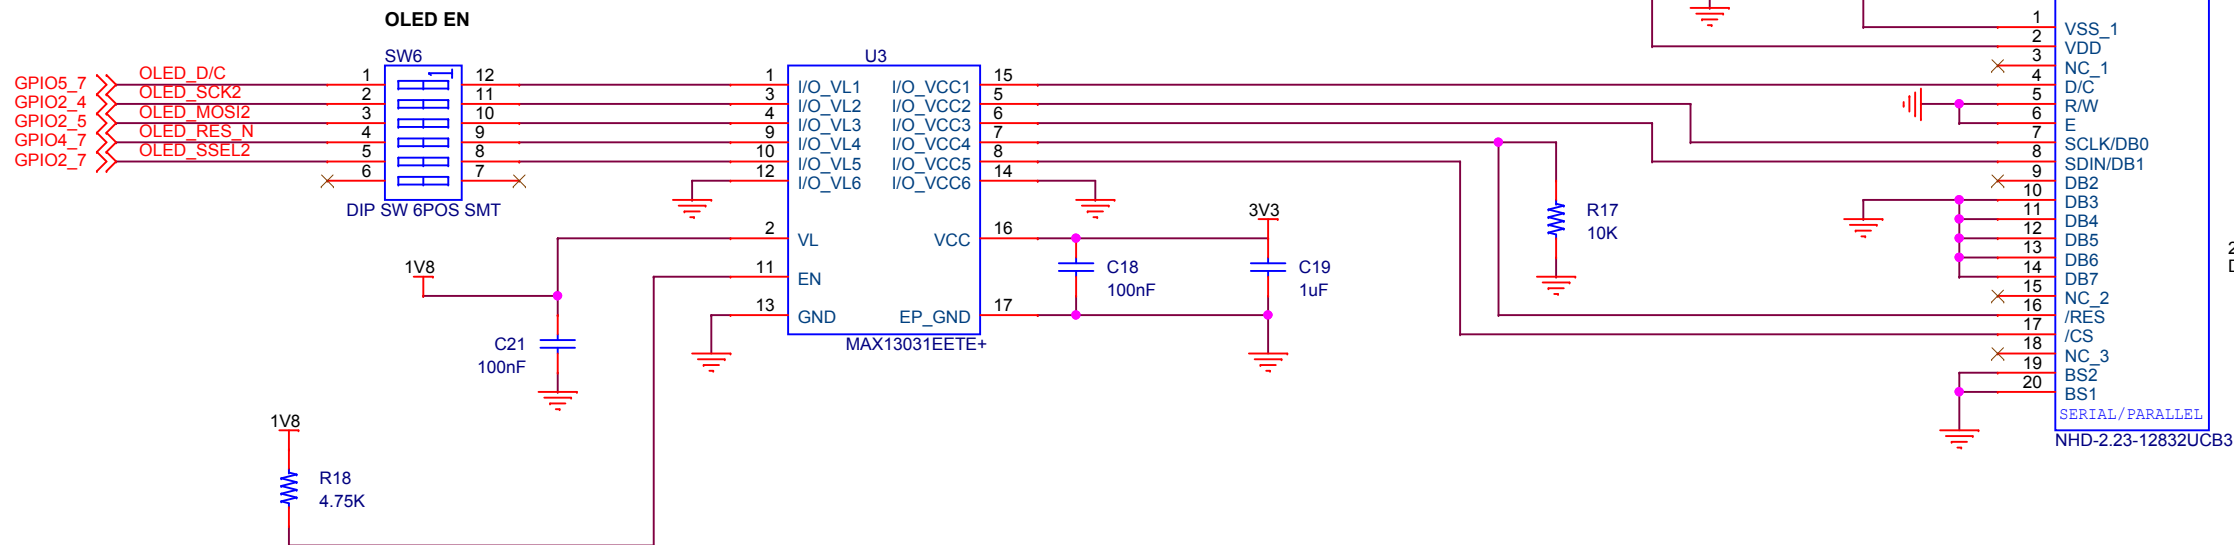 OLED EN
SW6
GPIO5_7 OLED_D/C 1 12
GPIO2_4 OLED_SCK2 2 11
GPIO2_5 OLED_MOSI2 3 10
GPIO4_7 OLED_RES_N 4 9
GPIO2_7 OLED_SSEL2 5 8
6 7
DIP SW 6POS SMT
U3
1 I/O_VL1 I/O_VCC1 15
3 I/O_VL2 I/O_VCC2 5
4 I/O_VL3 I/O_VCC3 6
9 I/O_VL4 I/O_VCC4 7
10 I/O_VL5 I/O_VCC5 8
12 I/O_VL6 I/O_VCC6 14
2 VL VCC 16
11 EN
13 GND EP_GND 17
MAX13031EETE+
1V8
C21
100nF
1V8
R18
4.75K
3V3
C18
100nF
C19
1uF
R17
10K
1 VSS_1
2 VDD
3 NC_1
4 D/C
5 R/W
6 E
7 SCLK/DB0
8 SDIN/DB1
9 DB2
10 DB3
11 DB4
12 DB5
13 DB6
14 DB7
15 NC_2
16 /RES
17 /CS
18 NC_3
19 BS2
20 BS1
SERIAL/PARALLEL
NHD-2.23-12832UCB3